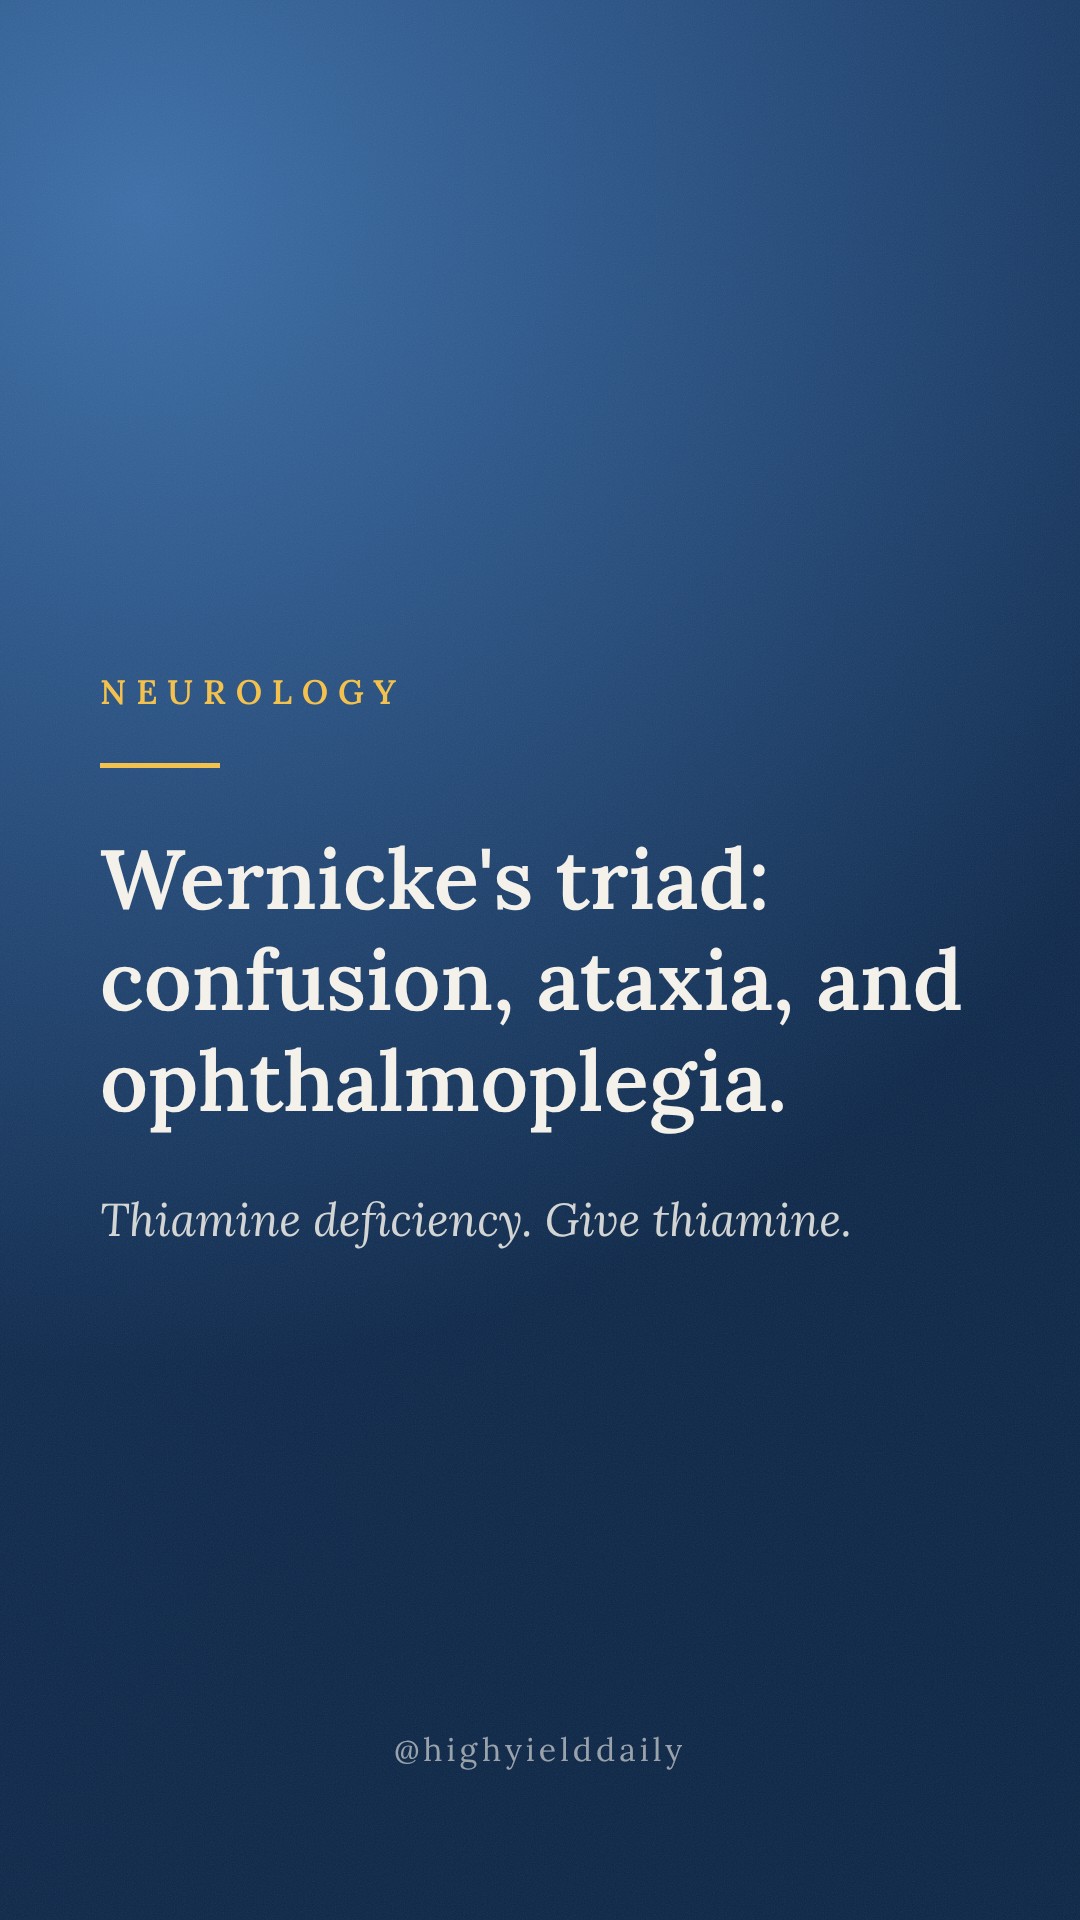 NEUROLOGY
Wernicke's triad:
confusion, ataxia, and
ophthalmoplegia.
Thiamine deficiency. Give thiamine.
@highyielddaily